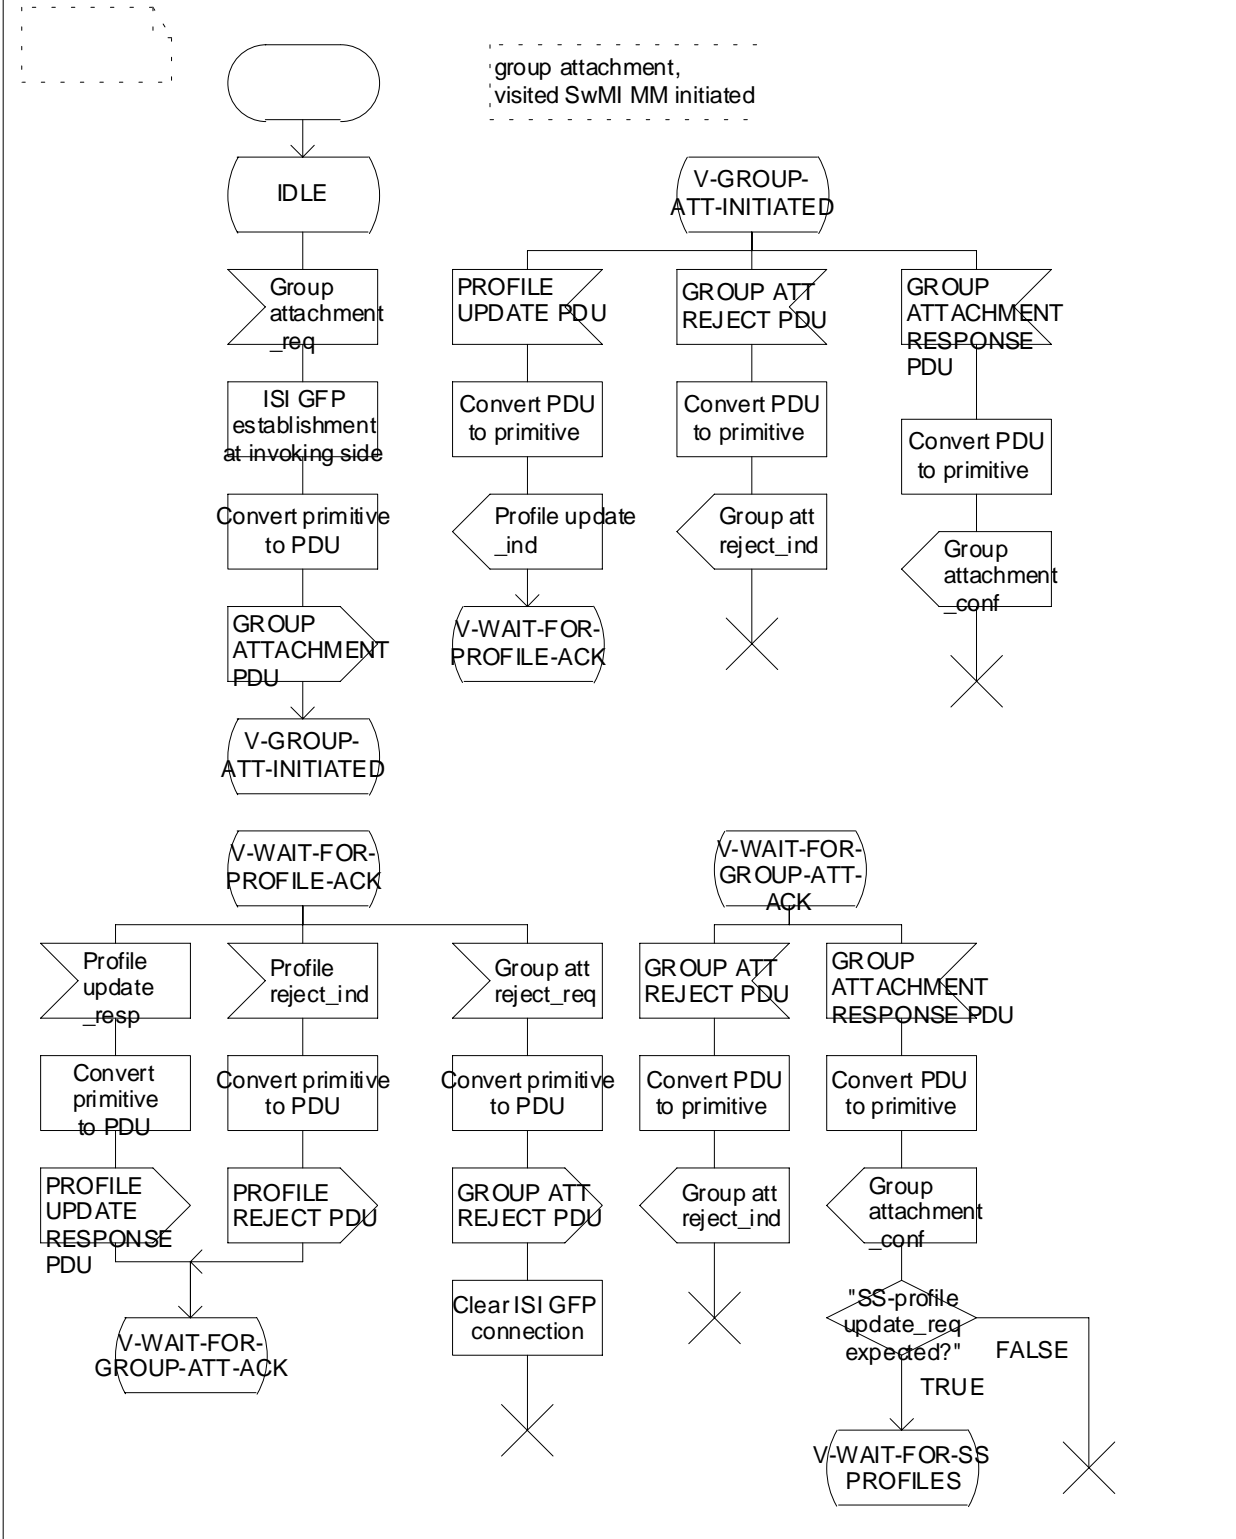 group attachment,
visited SwMI MM initiated
IDLE
Group
attachment
_req
ISI GFP
establishment
at invoking side
Convert primitive
to PDU
GROUP
ATTACHMENT
PDU
V-GROUP-
ATT-INITIATED
V-GROUP-
ATT-INITIATED
PROFILE
UPDATE PDU
Convert PDU
to primitive
Profile update
_ind
V-WAIT-FOR-
PROFILE-ACK
GROUP ATT
REJECT PDU
Convert PDU
to primitive
Group att
reject_ind
GROUP
ATTACHMENT
RESPONSE
PDU
Convert PDU
to primitive
Group
attachment
_conf
V-WAIT-FOR-
PROFILE-ACK
Profile
update
_resp
Convert
primitive
to PDU
PROFILE
UPDATE
RESPONSE
PDU
Profile
reject_ind
Convert primitive
to PDU
PROFILE
REJECT PDU
V-WAIT-FOR-
GROUP-ATT-ACK
Group att
reject_req
Convert primitive
to PDU
GROUP ATT
REJECT PDU
Clear ISI GFP
connection
V-WAIT-FOR-
GROUP-ATT-
ACK
GROUP ATT
REJECT PDU
Convert PDU
to primitive
Group att
reject_ind
GROUP
ATTACHMENT
RESPONSE PDU
Convert PDU
to primitive
Group
attachment
_conf
"SS-profile
update_req
expected?"
FALSE
TRUE
V-WAIT-FOR-SS
PROFILES